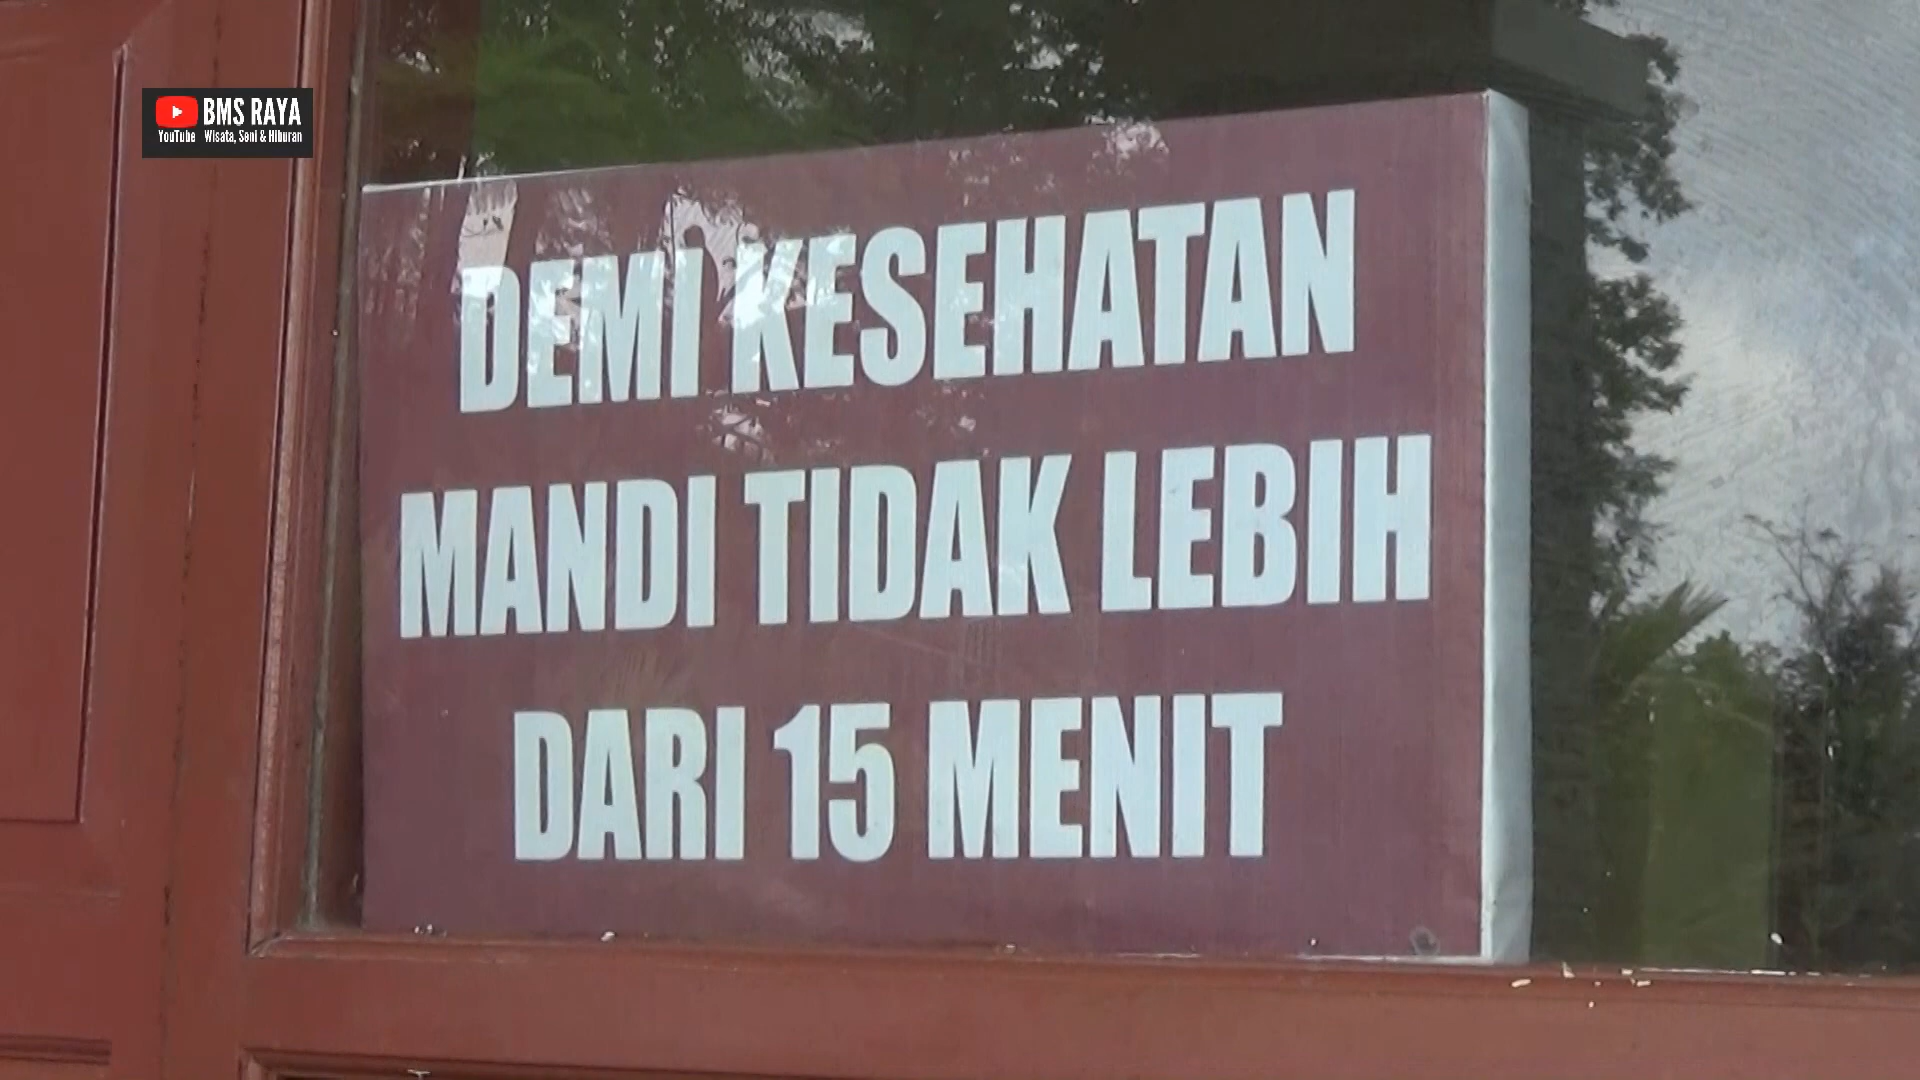 BMS RAYA
YouTube Wisata, Seni & Hiburan
DEMI KESEHATAN
MANDI TIDAK LEBIH
DARI 15 MENIT